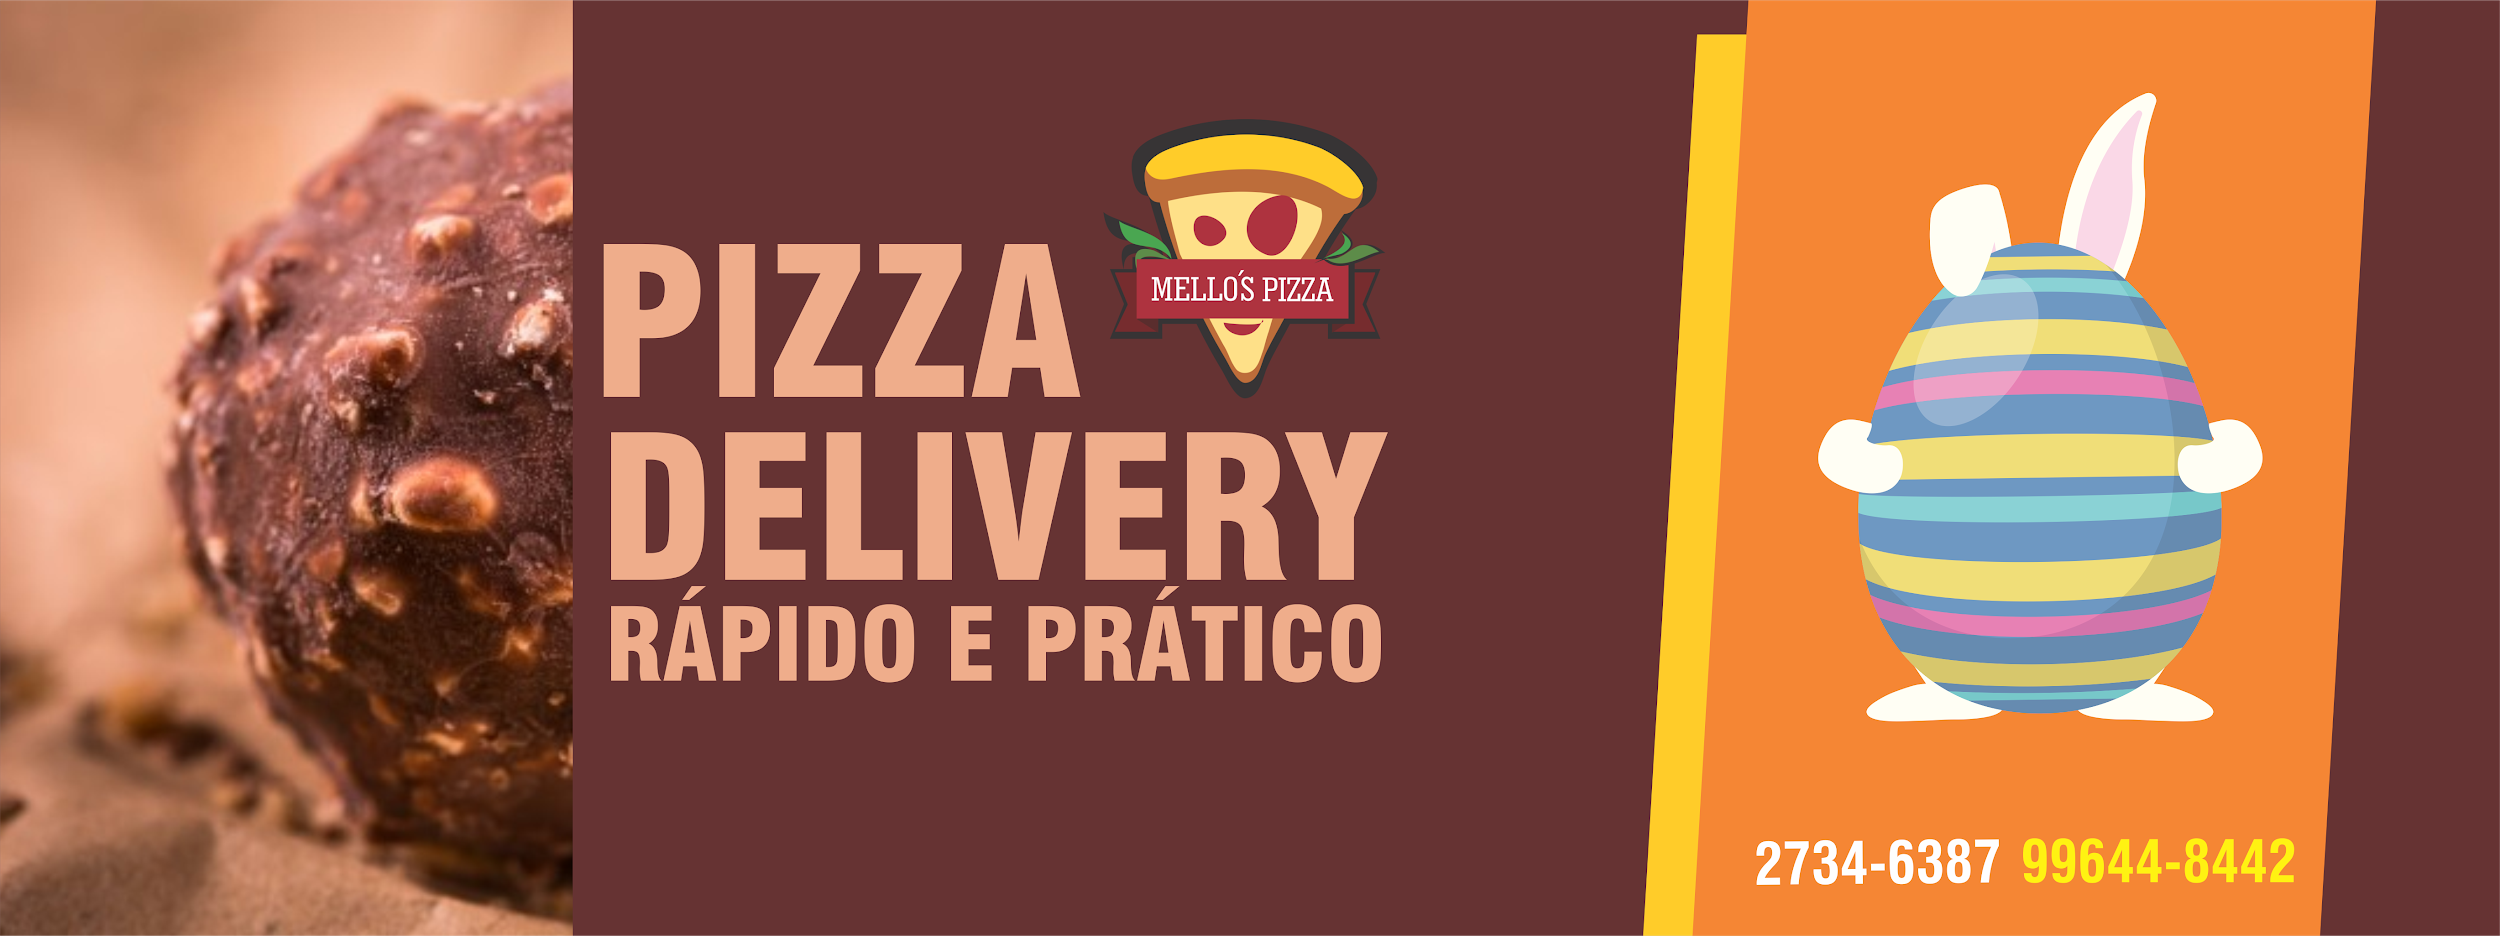 PIZZA
MELLO´S PIZZA
DELIVERY
RÁPIDO E PRÁTICO
2734-6387 99644-8442